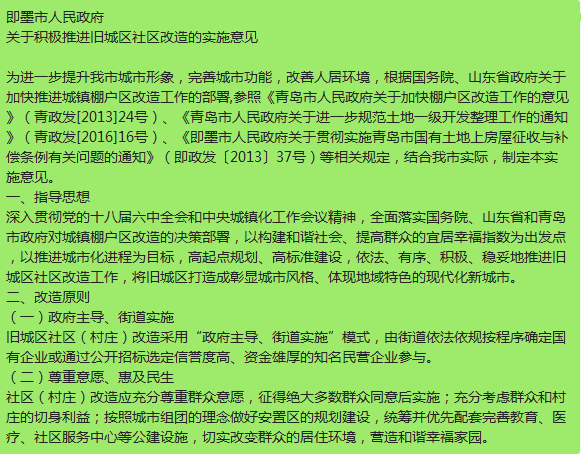 即墨市人民政府
关于积极推进旧城区社区改造的实施意见
为进一步提升我市城市形象，完善城市功能，改善人居环境，根据国务院、山东省政府关于
加快推进城镇棚户区改造工作的部署,参照《青岛市人民政府关于加快棚户区改造工作的意见
》（青政发[2013]24号）、《青岛市人民政府关于进一步规范土地一级开发整理工作的通知
》（青政发[2016]16号）、《即墨市人民政府关于贯彻实施青岛市国有土地上房屋征收与补
偿条例有关问题的通知》（即政发〔2013〕37号）等相关规定，结合我市实际，制定本实
施意见。
一、指导思想
深入贯彻党的十八届六中全会和中央城镇化工作会议精神，全面落实国务院、山东省和青岛
市政府对城镇棚户区改造的决策部署，以构建和谐社会、提高群众的宜居幸福指数为出发点
，以推进城市化进程为目标，高起点规划、高标准建设，依法、有序、积极、稳妥地推进旧
城区社区改造工作，将旧城区打造成彰显城市风格、体现地域特色的现代化新城市。
二、改造原则
（一）政府主导、街道实施
旧城区社区（村庄）改造采用“政府主导、街道实施”模式，由街道依法依规按程序确定国
有企业或通过公开招标选定信誉度高、资金雄厚的知名民营企业参与。
（二）尊重意愿、惠及民生
社区（村庄）改造应充分尊重群众意愿，征得绝大多数群众同意后实施；充分考虑群众和村
庄的切身利益；按照城市组团的理念做好安置区的规划建设，统筹并优先配套完善教育、医
疗、社区服务中心等公建设施，切实改变群众的居住环境，营造和谐幸福家园。